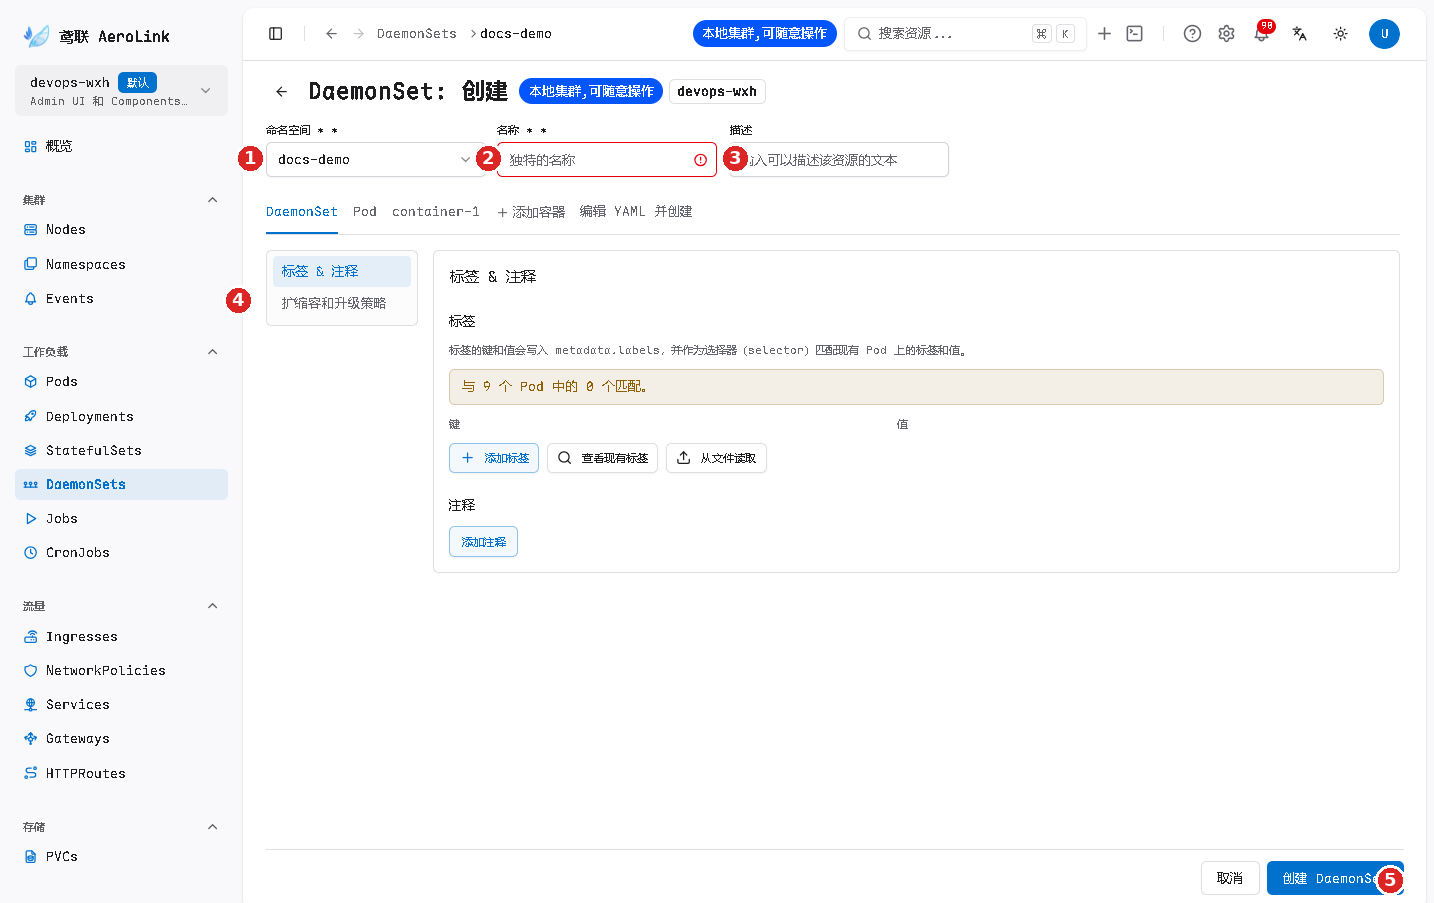 鸢联 AeroLink
devops-wxh 默认
Admin UI 和 Components…
概览
集群
Nodes
Namespaces
Events
工作负载
Pods
Deployments
StatefulSets
DaemonSets
Jobs
CronJobs
流量
Ingresses
NetworkPolicies
Services
Gateways
HTTPRoutes
存储
PVCs
DaemonSets > docs-demo
本地集群,可随意操作
搜索资源... ⌘ K
98
U
DaemonSet: 创建 本地集群,可随意操作 devops-wxh
命名空间 * * 名称 * * 描述
1 docs-demo 2 独特的名称 3 入可以描述该资源的文本
DaemonSet Pod container-1 + 添加容器 编辑 YAML 并创建
标签 & 注释
4 扩缩容和升级策略
标签 & 注释
标签
标签的键和值会写入 metadata.labels，并作为选择器（selector）匹配现有 Pod 上的标签和值。
与 9 个 Pod 中的 0 个匹配。
键 值
+ 添加标签 查看现有标签 从文件读取
注释
添加注释
取消 创建 DaemonS 5